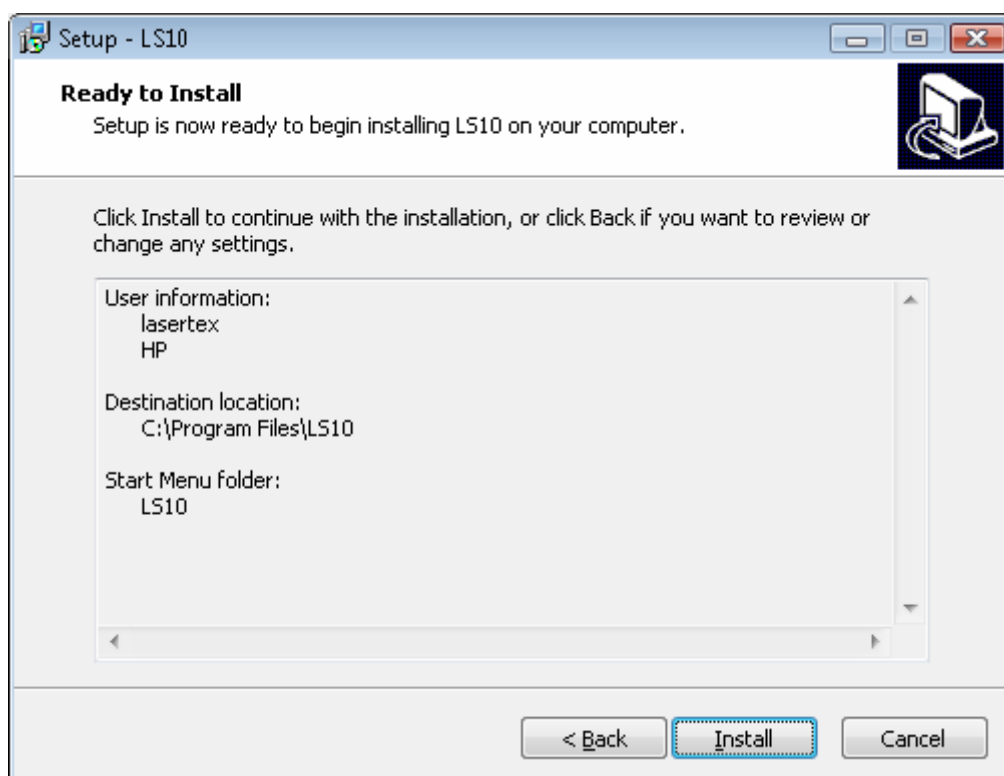 Setup - LS10
Ready to Install
Setup is now ready to begin installing LS10 on your computer.
Click Install to continue with the installation, or click Back if you want to review or
change any settings.
User information:
lasertex
HP
Destination location:
C:\Program Files\LS10
Start Menu folder:
LS10
< Back
Install
Cancel